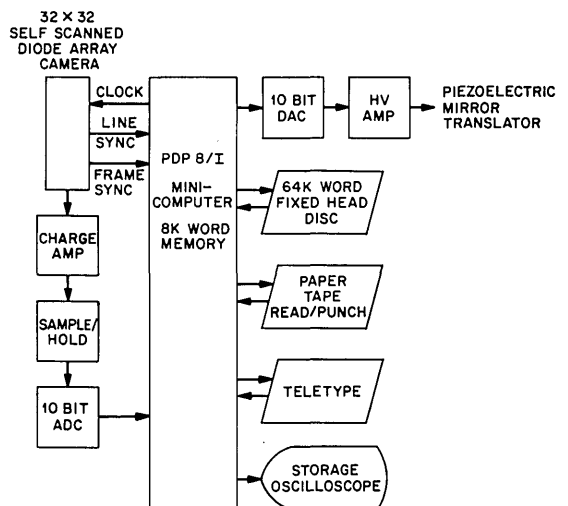 32 × 32
SELF SCANNED
DIODE ARRAY
CAMERA
CLOCK
LINE
SYNC
FRAME
SYNC
CHARGE
AMP
SAMPLE/
HOLD
10 BIT
ADC
PDP 8/I
MINI-
COMPUTER
8K WORD
MEMORY
10 BIT
DAC
HV
AMP
PIEZOELECTRIC
MIRROR
TRANSLATOR
64K WORD
FIXED HEAD
DISC
PAPER
TAPE
READ/PUNCH
TELETYPE
STORAGE
OSCILLOSCOPE